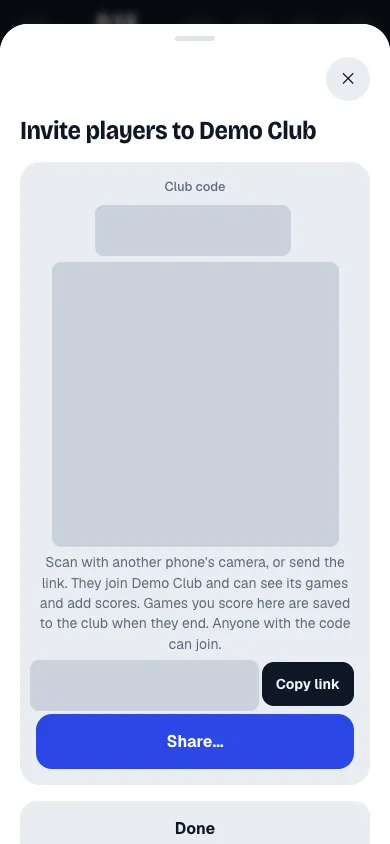 Invite players to Demo Club
Club code
Scan with another phone's camera, or send the
link. They join Demo Club and can see its games
and add scores. Games you score here are saved
to the club when they end. Anyone with the code
can join.
Copy link
Share...
Done